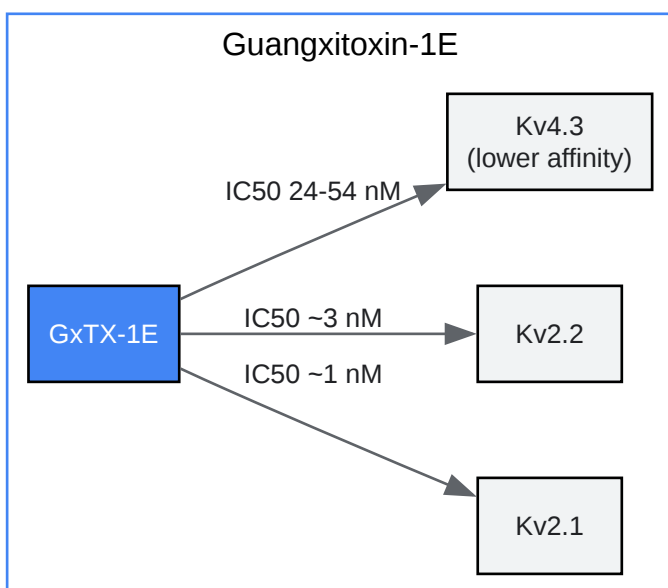 Guangxitoxin-1E
Kv4.3
(lower affinity)
IC50 24-54 nM
GxTX-1E
IC50 ~3 nM
Kv2.2
IC50 ~1 nM
Kv2.1